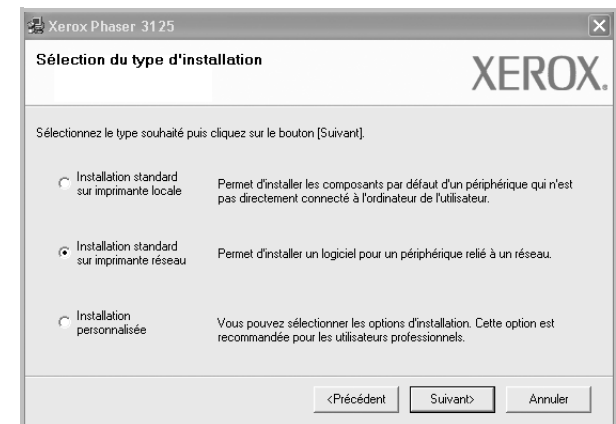 Xerox Phaser 3125
Sélection du type d'installation
XEROX.
Sélectionnez le type souhaité puis cliquez sur le bouton [Suivant].
Installation standard
sur imprimante locale
Permet d'installer les composants par défaut d'un périphérique qui n'est
pas directement connecté à l'ordinateur de l'utilisateur.
Installation standard
sur imprimante réseau
Permet d'installer un logiciel pour un périphérique relié à un réseau.
Installation
personnalisée
Vous pouvez sélectionner les options d'installation. Cette option est
recommandée pour les utilisateurs professionnels.
<Précédent
Suivant>
Annuler